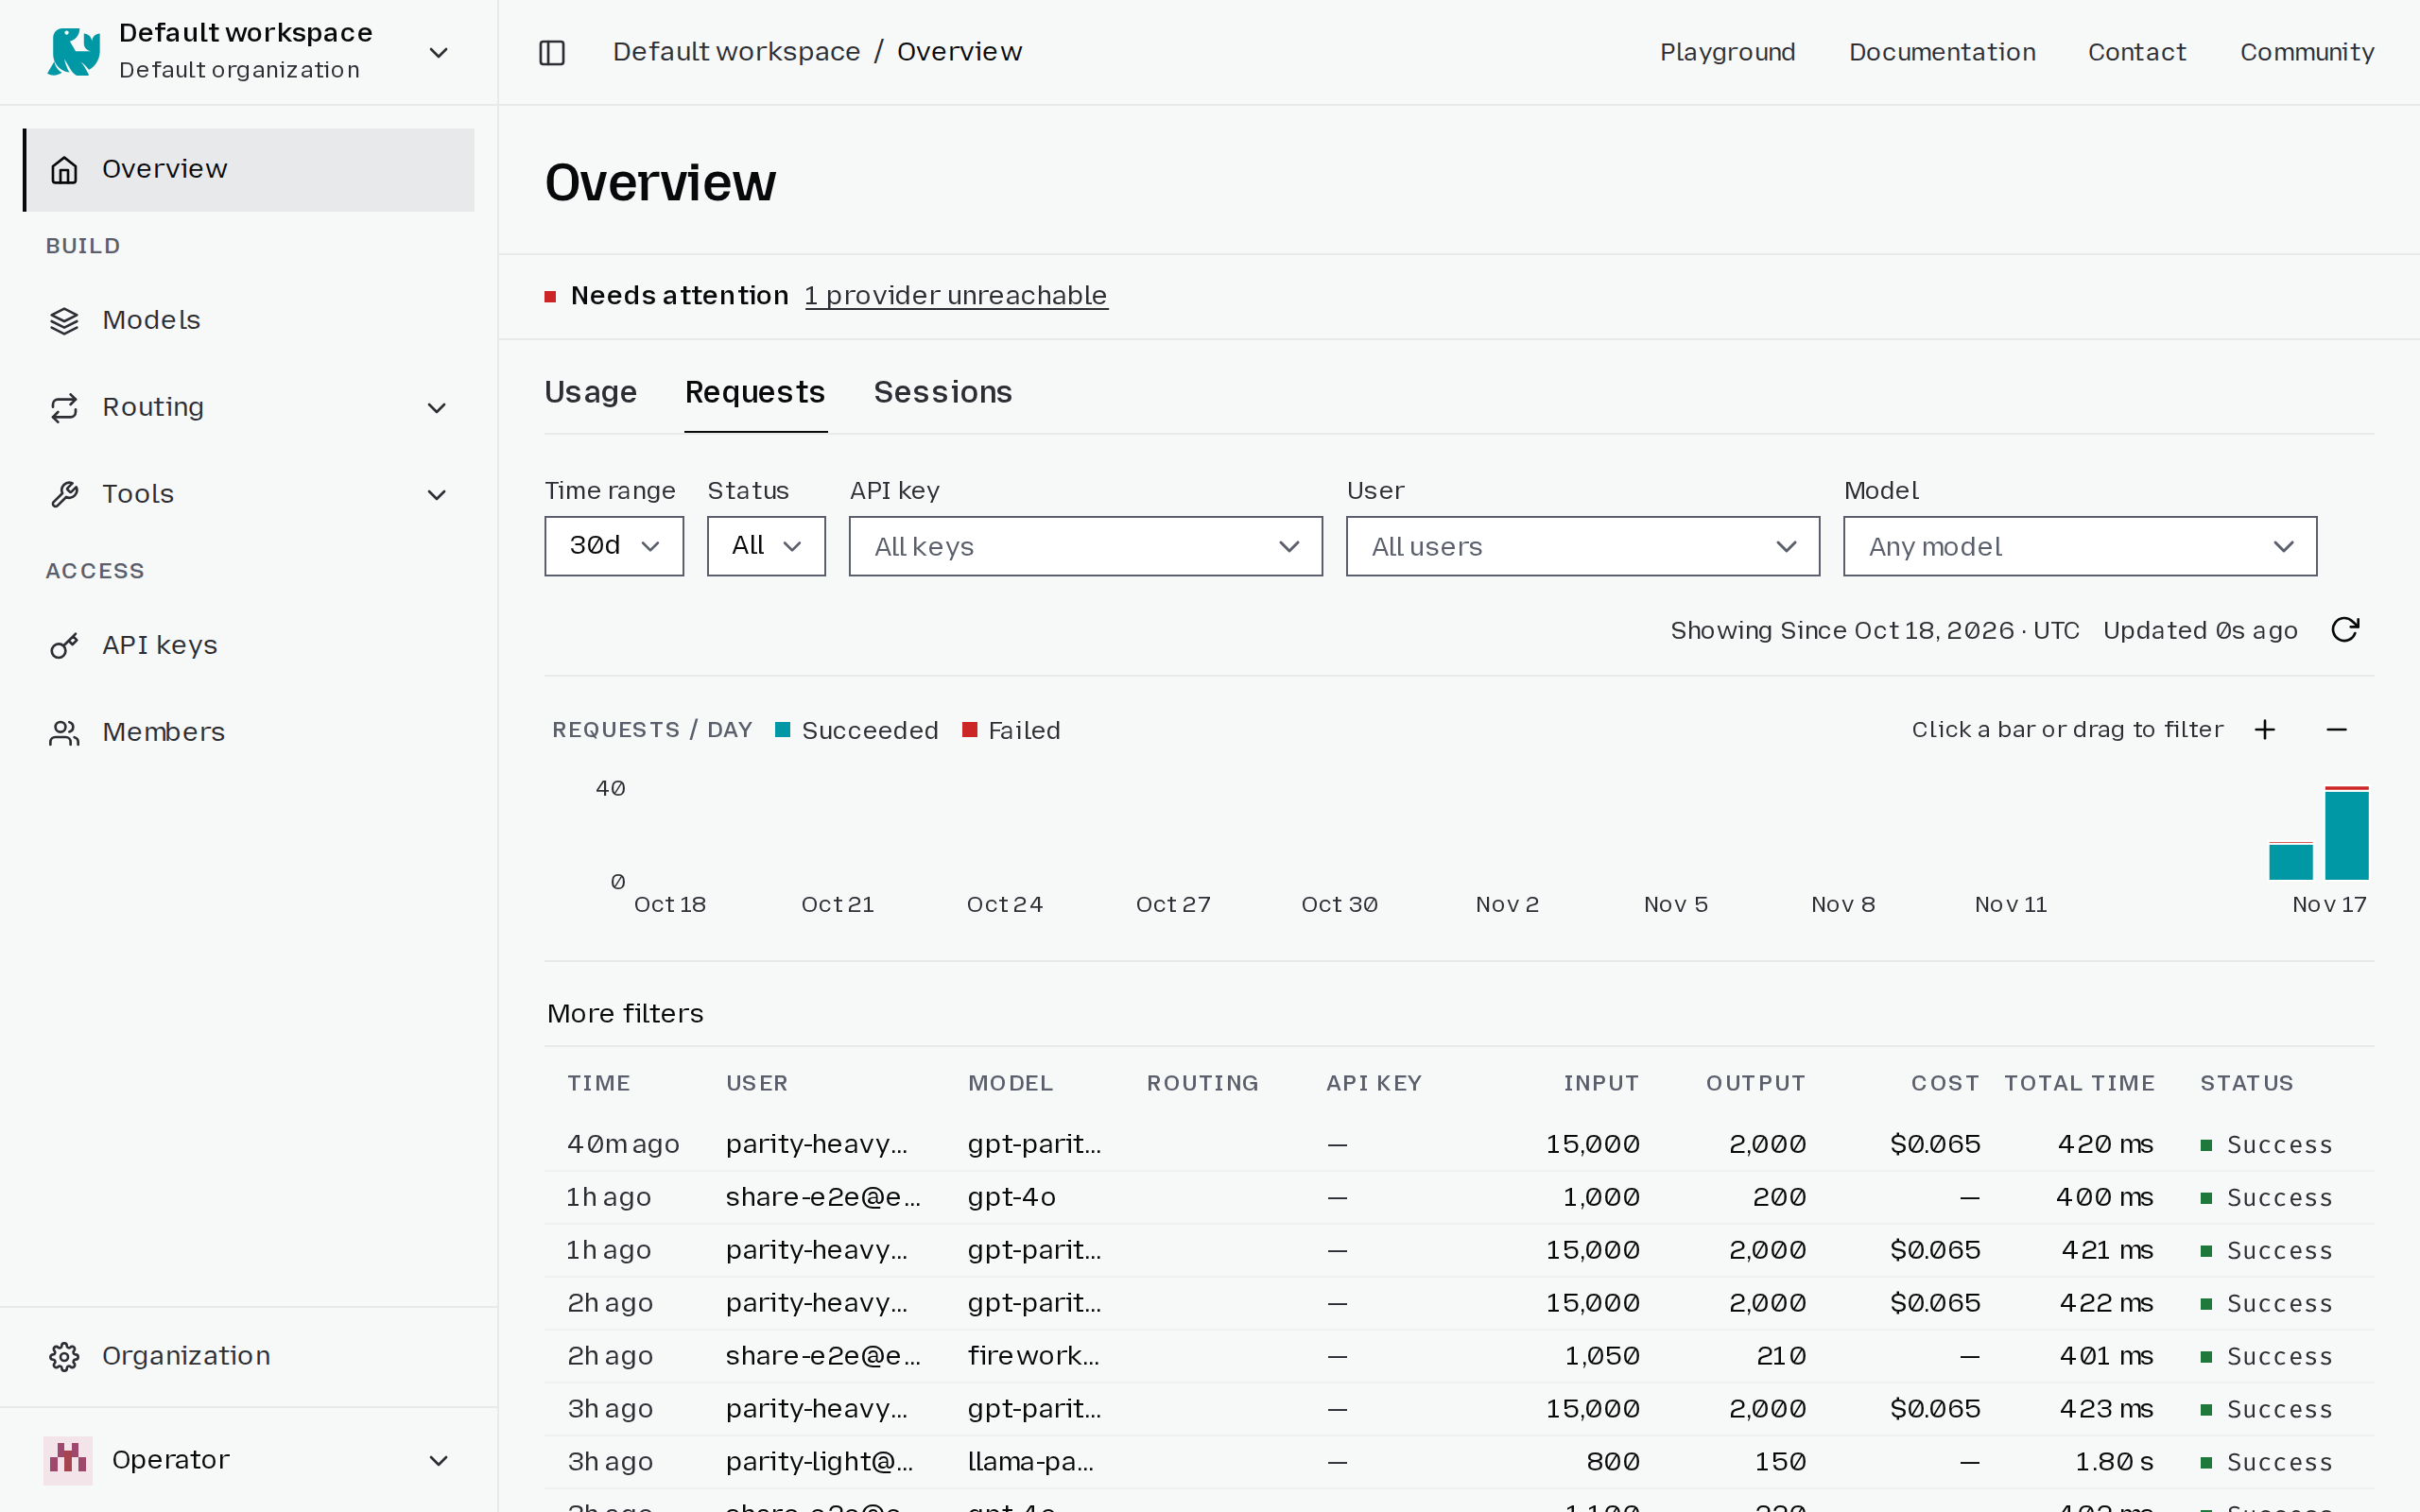 Default workspace
Default organization
Default workspace / Overview
Playground Documentation Contact Community
Overview
BUILD
Models
Routing
Tools
ACCESS
API keys
Members
Organization
Operator
Overview
Needs attention 1 provider unreachable
Usage Requests Sessions
Time range Status API key User Model
30d All All keys All users Any model
Showing Since Oct 18, 2026 · UTC Updated 0s ago
REQUESTS / DAY Succeeded Failed Click a bar or drag to filter + −
40
0
Oct 18 Oct 21 Oct 24 Oct 27 Oct 30 Nov 2 Nov 5 Nov 8 Nov 11 Nov 17
More filters
TIME USER MODEL ROUTING API KEY INPUT OUTPUT COST TOTAL TIME STATUS
40m ago parity-heavy... gpt-parit... — 15,000 2,000 $0.065 420 ms Success
1h ago share-e2e@e... gpt-4o — 1,000 200 — 400 ms Success
1h ago parity-heavy... gpt-parit... — 15,000 2,000 $0.065 421 ms Success
2h ago parity-heavy... gpt-parit... — 15,000 2,000 $0.065 422 ms Success
2h ago share-e2e@e... firework... — 1,050 210 — 401 ms Success
3h ago parity-heavy... gpt-parit... — 15,000 2,000 $0.065 423 ms Success
3h ago parity-light@... llama-pa... — 800 150 — 1.80 s Success